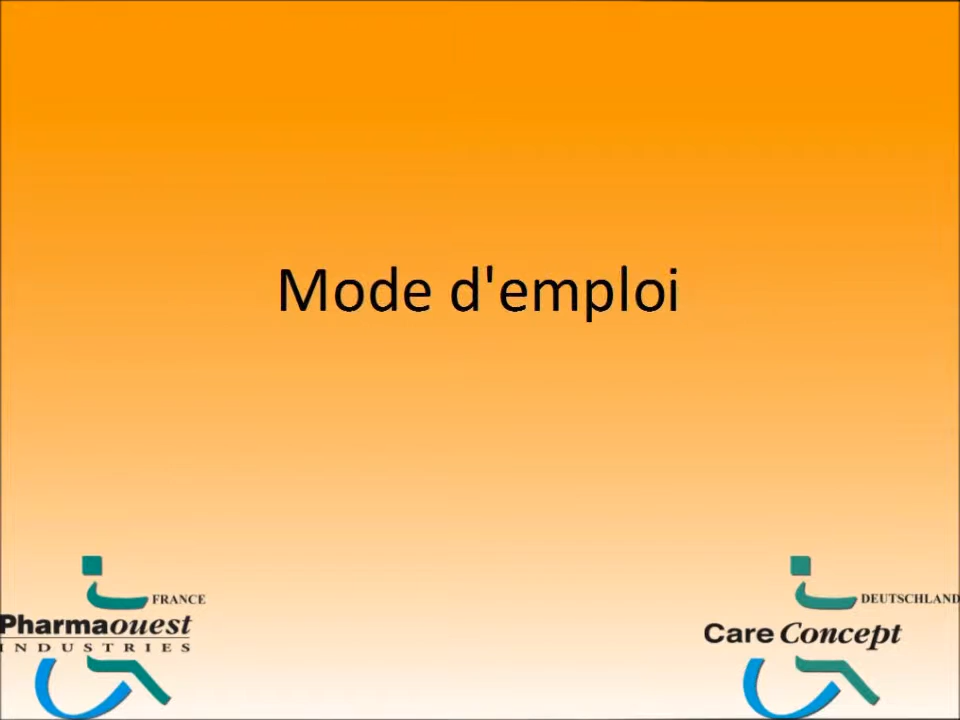 Mode d'emploi
FRANCE
Pharmaouest
INDUSTRIES
DEUTSCHLAND
Care Concept